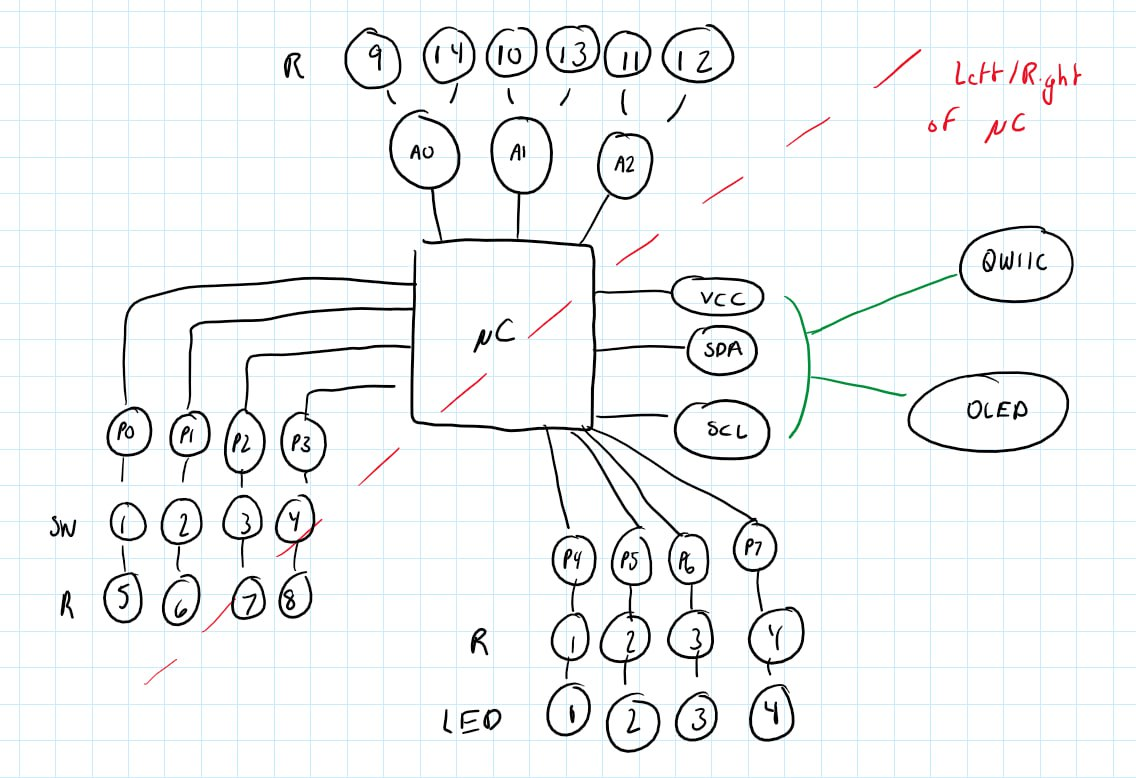 R 9 14 10 13 11 12
Left/Right
of μC
A0 A1 A2
QWIIC
μC
VCC
SDA
SCL
OLED
P0 P1 P2 P3
SW 1 2 3 4
R 5 6 7 8
P4 P5 P6 P7
R 1 2 3 4
LED 1 2 3 4